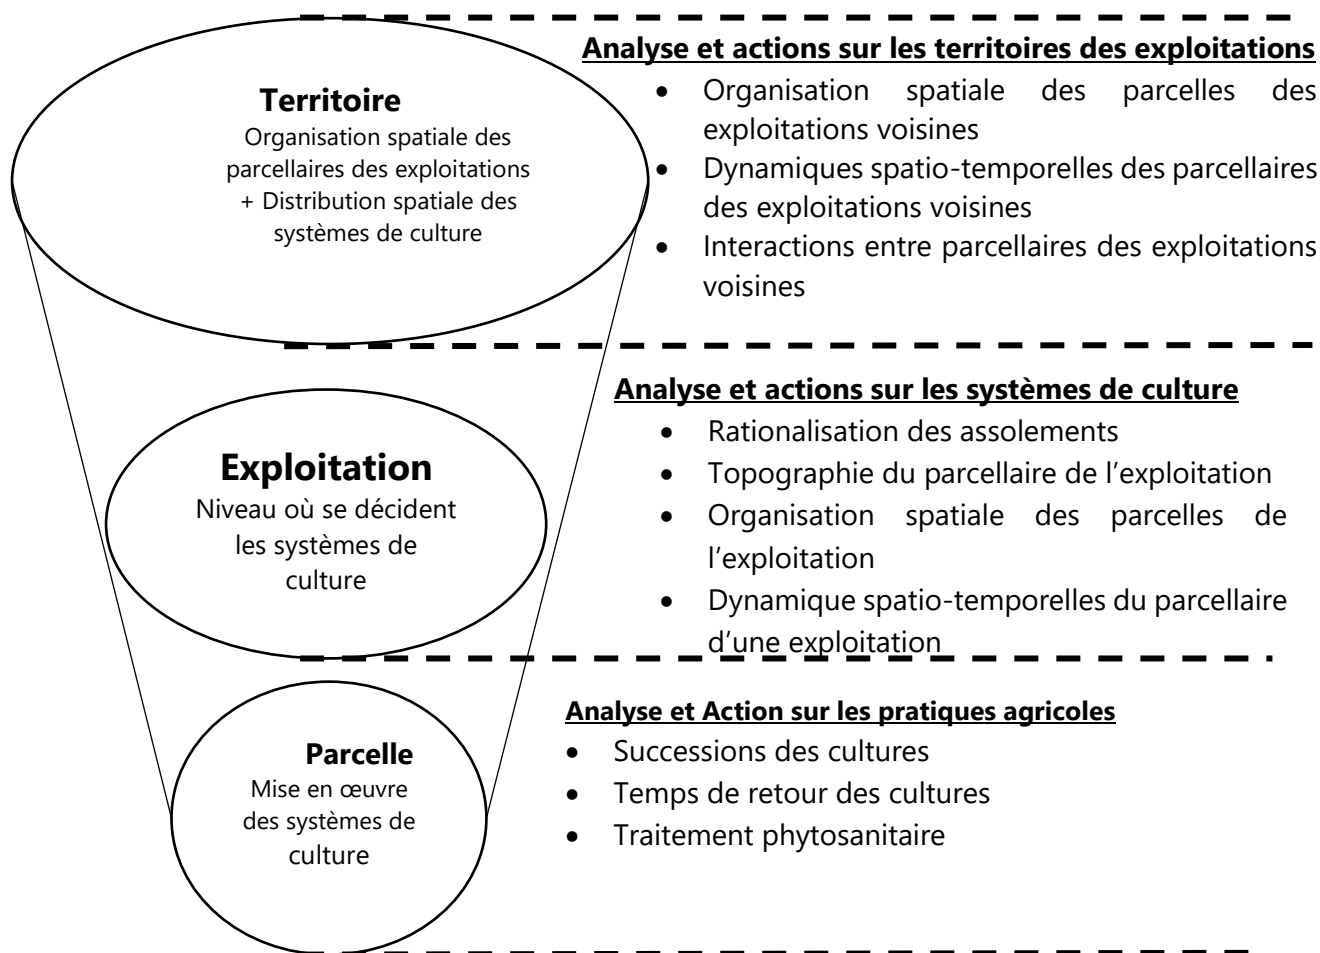 Territoire
Organisation spatiale des
parcellaires des exploitations
+ Distribution spatiale des
systèmes de culture
Analyse et actions sur les territoires des exploitations
• Organisation spatiale des parcelles des
exploitations voisines
• Dynamiques spatio-temporelles des parcellaires
des exploitations voisines
• Interactions entre parcellaires des exploitations
voisines
Exploitation
Niveau où se décident
les systèmes de
culture
Analyse et actions sur les systèmes de culture
• Rationalisation des assolements
• Topographie du parcellaire de l’exploitation
• Organisation spatiale des parcelles de
l’exploitation
• Dynamique spatio-temporelles du parcellaire
d’une exploitation
Parcelle
Mise en œuvre
des systèmes de
culture
Analyse et Action sur les pratiques agricoles
• Successions des cultures
• Temps de retour des cultures
• Traitement phytosanitaire